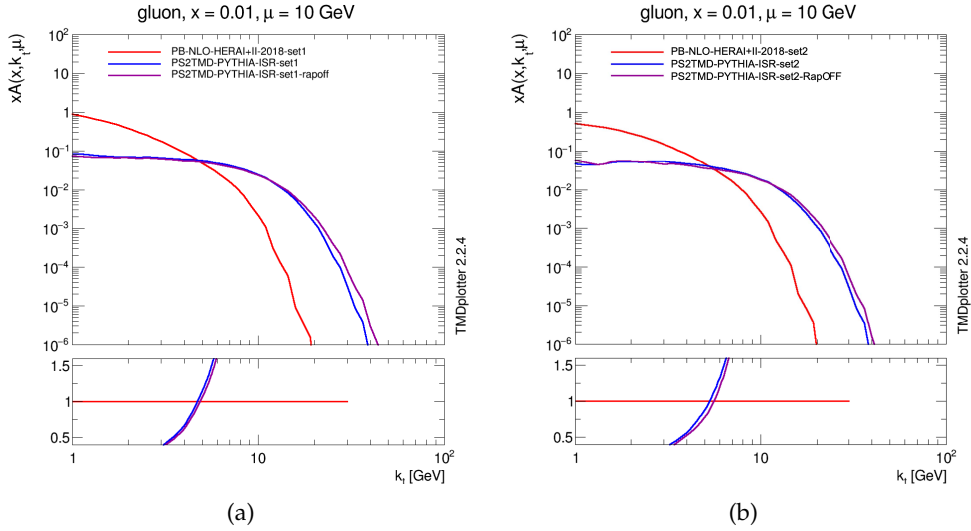 gluon, x = 0.01, μ = 10 GeV
xA(x,kt,μ)
10²
10
1
10⁻¹
10⁻²
10⁻³
10⁻⁴
10⁻⁵
10⁻⁶
PB-NLO-HERAI+II-2018-set1
PS2TMD-PYTHIA-ISR-set1
PS2TMD-PYTHIA-ISR-set1-rapoff
TMDplotter 2.2.4
1.5
1
0.5
1
10
10²
kt [GeV]
(a)
gluon, x = 0.01, μ = 10 GeV
xA(x,kt,μ)
10²
10
1
10⁻¹
10⁻²
10⁻³
10⁻⁴
10⁻⁵
10⁻⁶
PB-NLO-HERAI+II-2018-set2
PS2TMD-PYTHIA-ISR-set2
PS2TMD-PYTHIA-ISR-set2-RapOFF
TMDplotter 2.2.4
1.5
1
0.5
1
10
10²
kt [GeV]
(b)